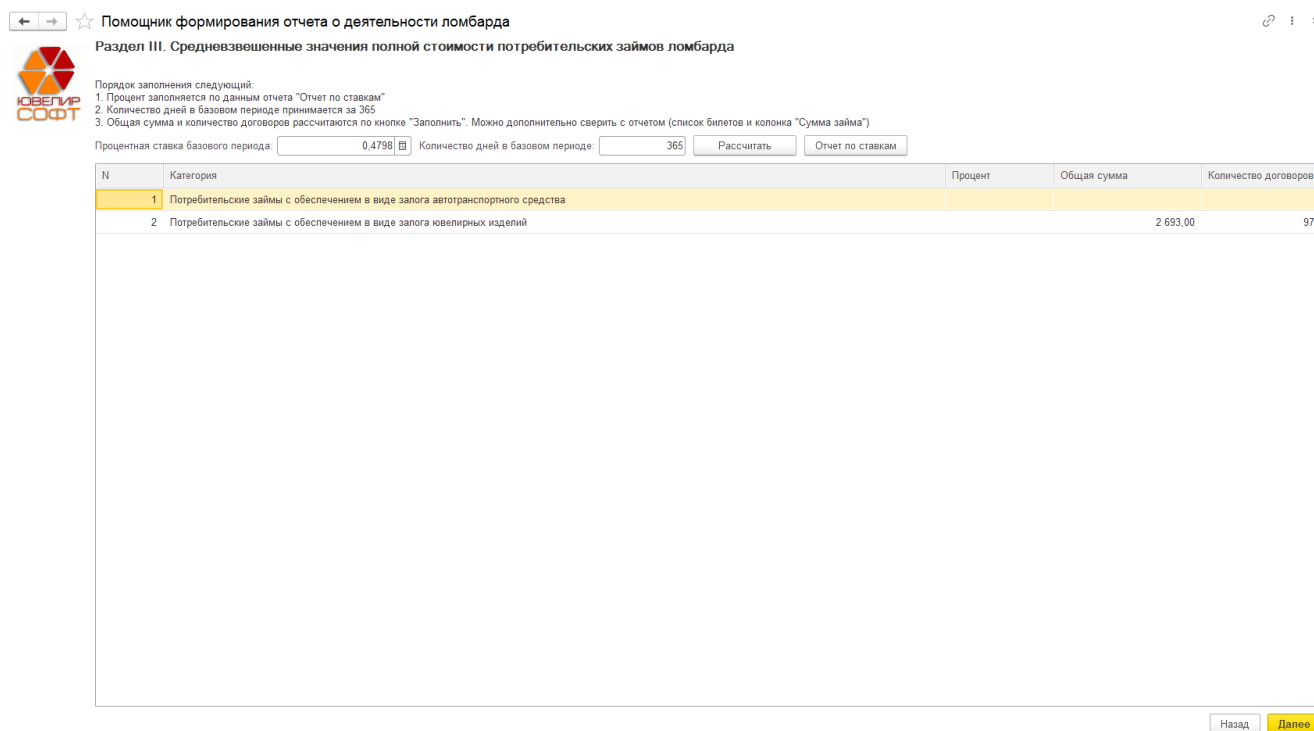 Помощник формирования отчета о деятельности ломбарда
Раздел III. Средневзвешенные значения полной стоимости потребительских займов ломбарда
ЮВЕЛИР
СОФТ
Порядок заполнения следующий:
1. Процент заполняется по данным отчета "Отчет по ставкам"
2. Количество дней в базовом периоде принимается за 365
3. Общая сумма и количество договоров рассчитаются по кнопке "Заполнить". Можно дополнительно сверить с отчетом (список билетов и колонка "Сумма займа")
Процентная ставка базового периода: 0,4798 Количество дней в базовом периоде: 365 Рассчитать Отчет по ставкам
N Категория Процент Общая сумма Количество договоров
1 Потребительские займы с обеспечением в виде залога автотранспортного средства
2 Потребительские займы с обеспечением в виде залога ювелирных изделий 2 693,00 97
Назад Далее